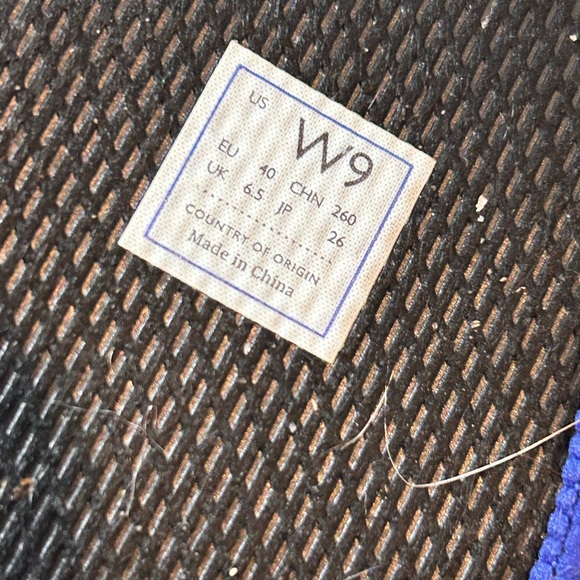 US W9
EU 40 CHN 260
UK 6.5 JP 26
COUNTRY OF ORIGIN
Made in China